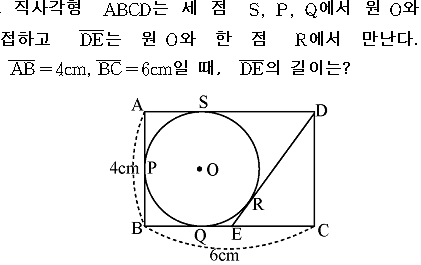 . 직사각형 ABCD는 세 점 S, P, Q에서 원 O와
접하고 DE는 원 O와 한 점 R에서 만난다.
AB=4cm, BC=6cm일 때, DE의 길이는?
A S D
4cm P O
R
B Q E C
6cm